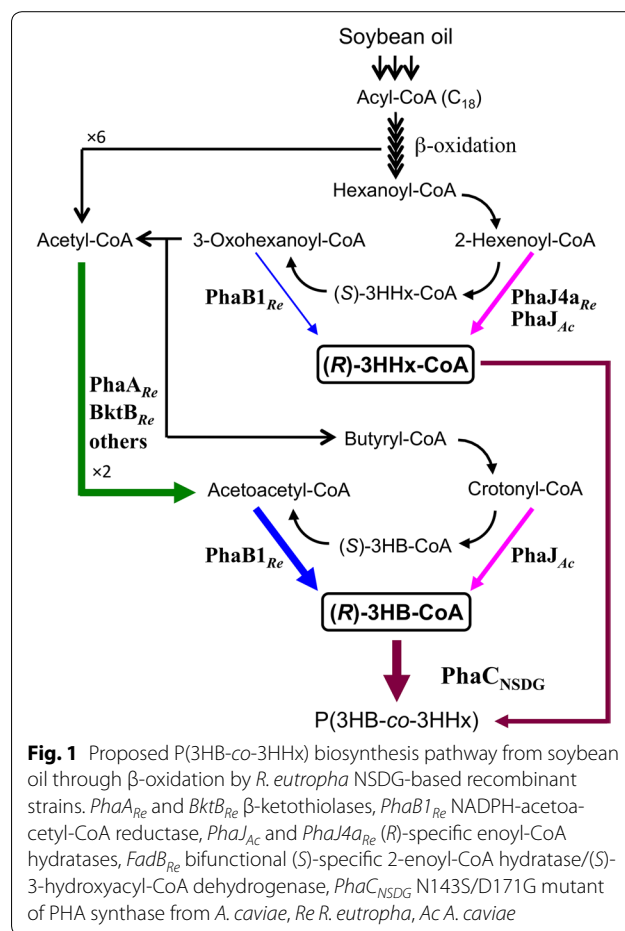 Soybean oil
Acyl-CoA (C18)
×6
β-oxidation
Hexanoyl-CoA
Acetyl-CoA
3-Oxohexanoyl-CoA
2-Hexenoyl-CoA
PhaB1Re
(S)-3HHx-CoA
PhaJ4aRe
PhaJAc
(R)-3HHx-CoA
PhaARe
BktBRe
others
Butyryl-CoA
×2
Acetoacetyl-CoA
Crotonyl-CoA
PhaB1Re
(S)-3HB-CoA
PhaJAc
(R)-3HB-CoA
PhaCNSDG
P(3HB-co-3HHx)
Fig. 1 Proposed P(3HB-co-3HHx) biosynthesis pathway from soybean
oil through β-oxidation by R. eutropha NSDG-based recombinant
strains. PhaARe and BktBRe β-ketothiolases, PhaB1Re NADPH-acetoa-
cetyl-CoA reductase, PhaJAc and PhaJ4aRe (R)-specific enoyl-CoA
hydratases, FadBRe bifunctional (S)-specific 2-enoyl-CoA hydratase/(S)-
3-hydroxyacyl-CoA dehydrogenase, PhaCNSDG N143S/D171G mutant
of PHA synthase from A. caviae, Re R. eutropha, Ac A. caviae